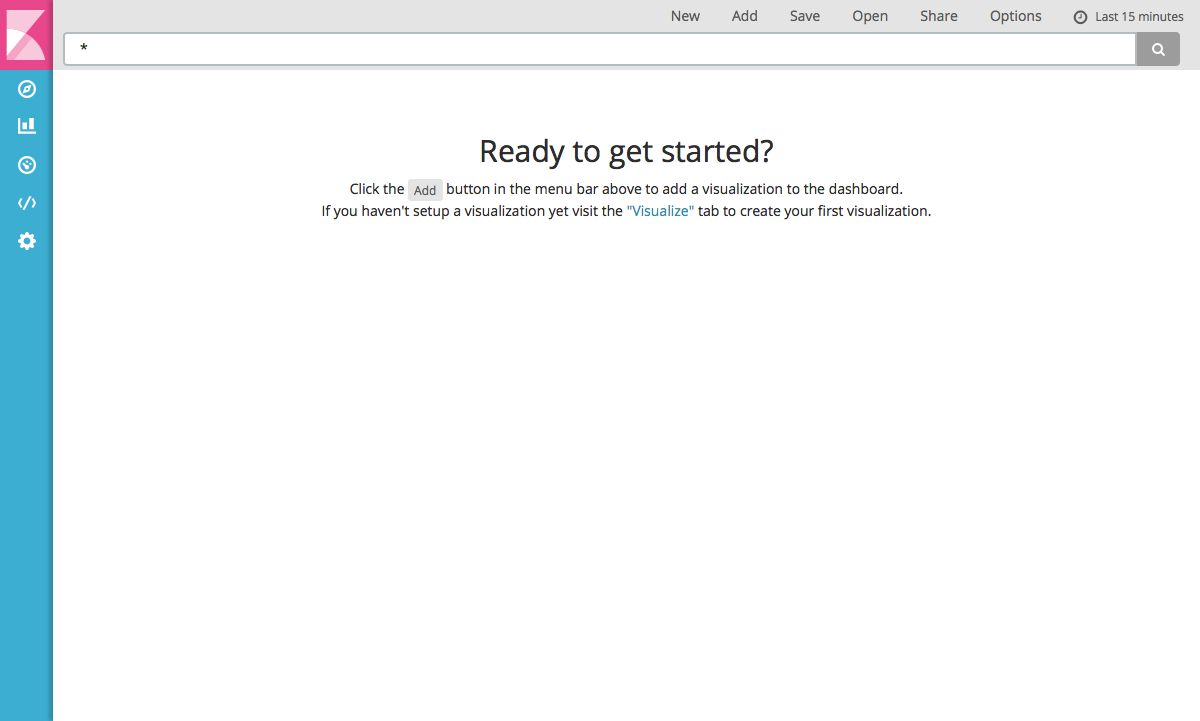 New Add Save Open Share Options Last 15 minutes
*
Ready to get started?
Click the Add button in the menu bar above to add a visualization to the dashboard.
If you haven't setup a visualization yet visit the "Visualize" tab to create your first visualization.